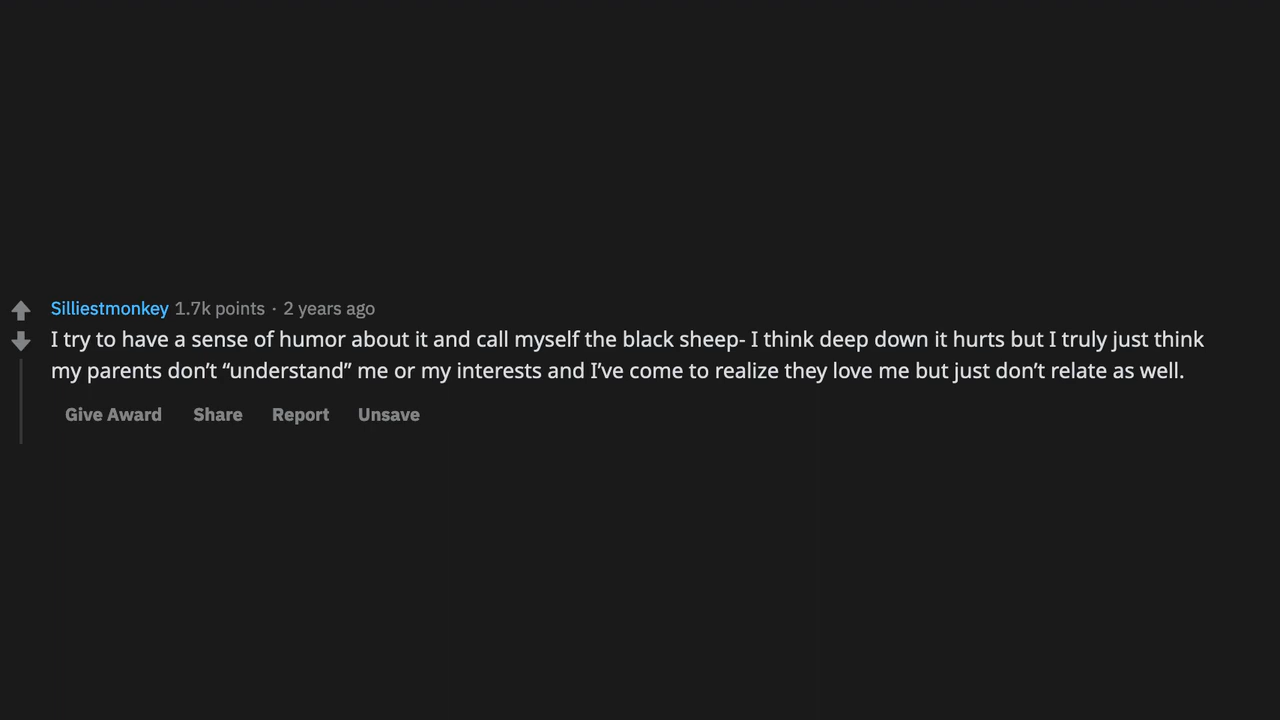 Silliestmonkey 1.7k points · 2 years ago
I try to have a sense of humor about it and call myself the black sheep- I think deep down it hurts but I truly just think
my parents don’t “understand” me or my interests and I’ve come to realize they love me but just don’t relate as well.
Give Award Share Report Unsave